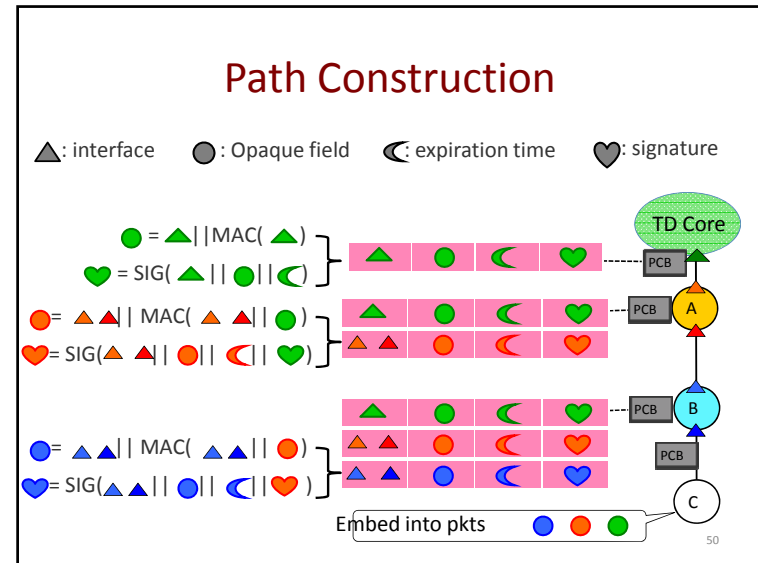 Path Construction
: interface : Opaque field : expiration time : signature
TD Core
= ||MAC( )
PCB
= SIG( || || )
= || MAC( || )
PCB
A
= SIG( || || || )
PCB
B
= || MAC( || )
PCB
= SIG( || || || )
C
Embed into pkts
50